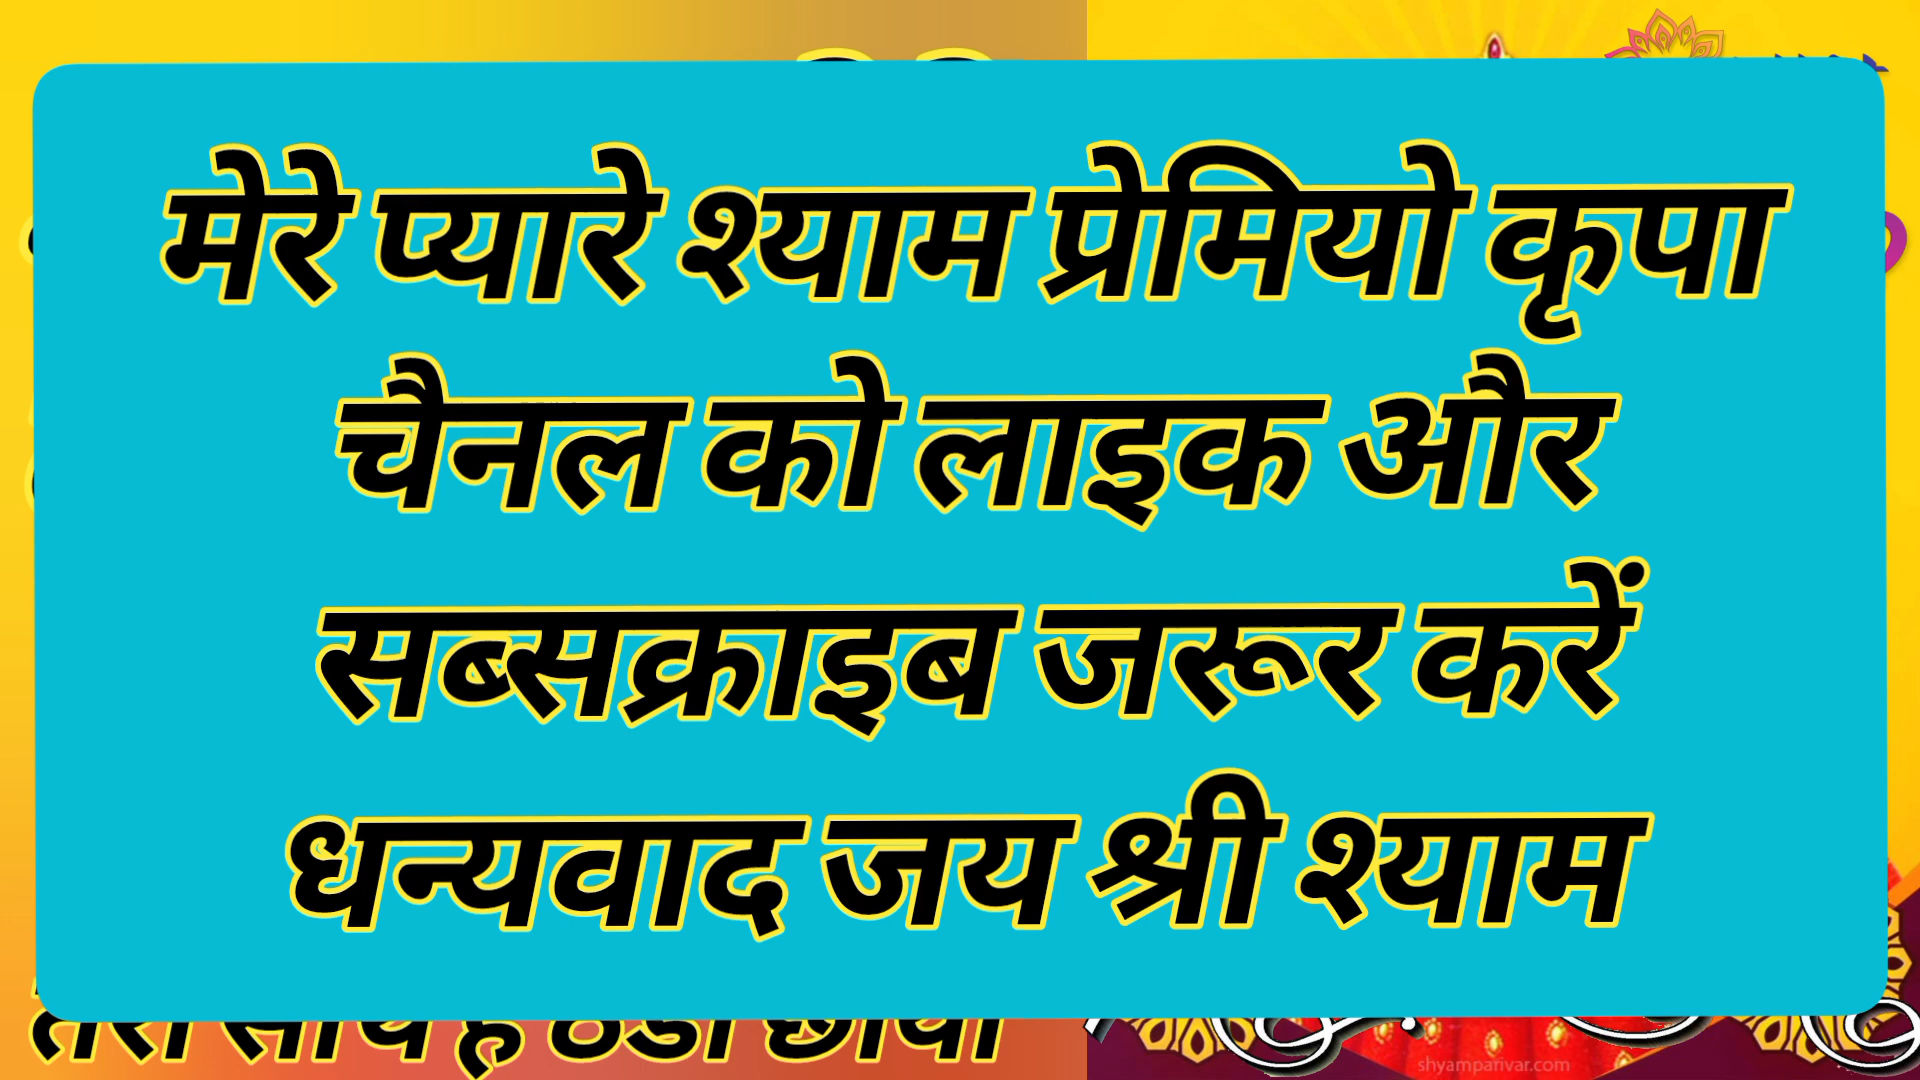 मेरे प्यारे श्याम प्रेमियो कृपा
चैनल को लाइक और
सब्सक्राइब जरूर करें
धन्यवाद जय श्री श्याम
shyamparivar.com